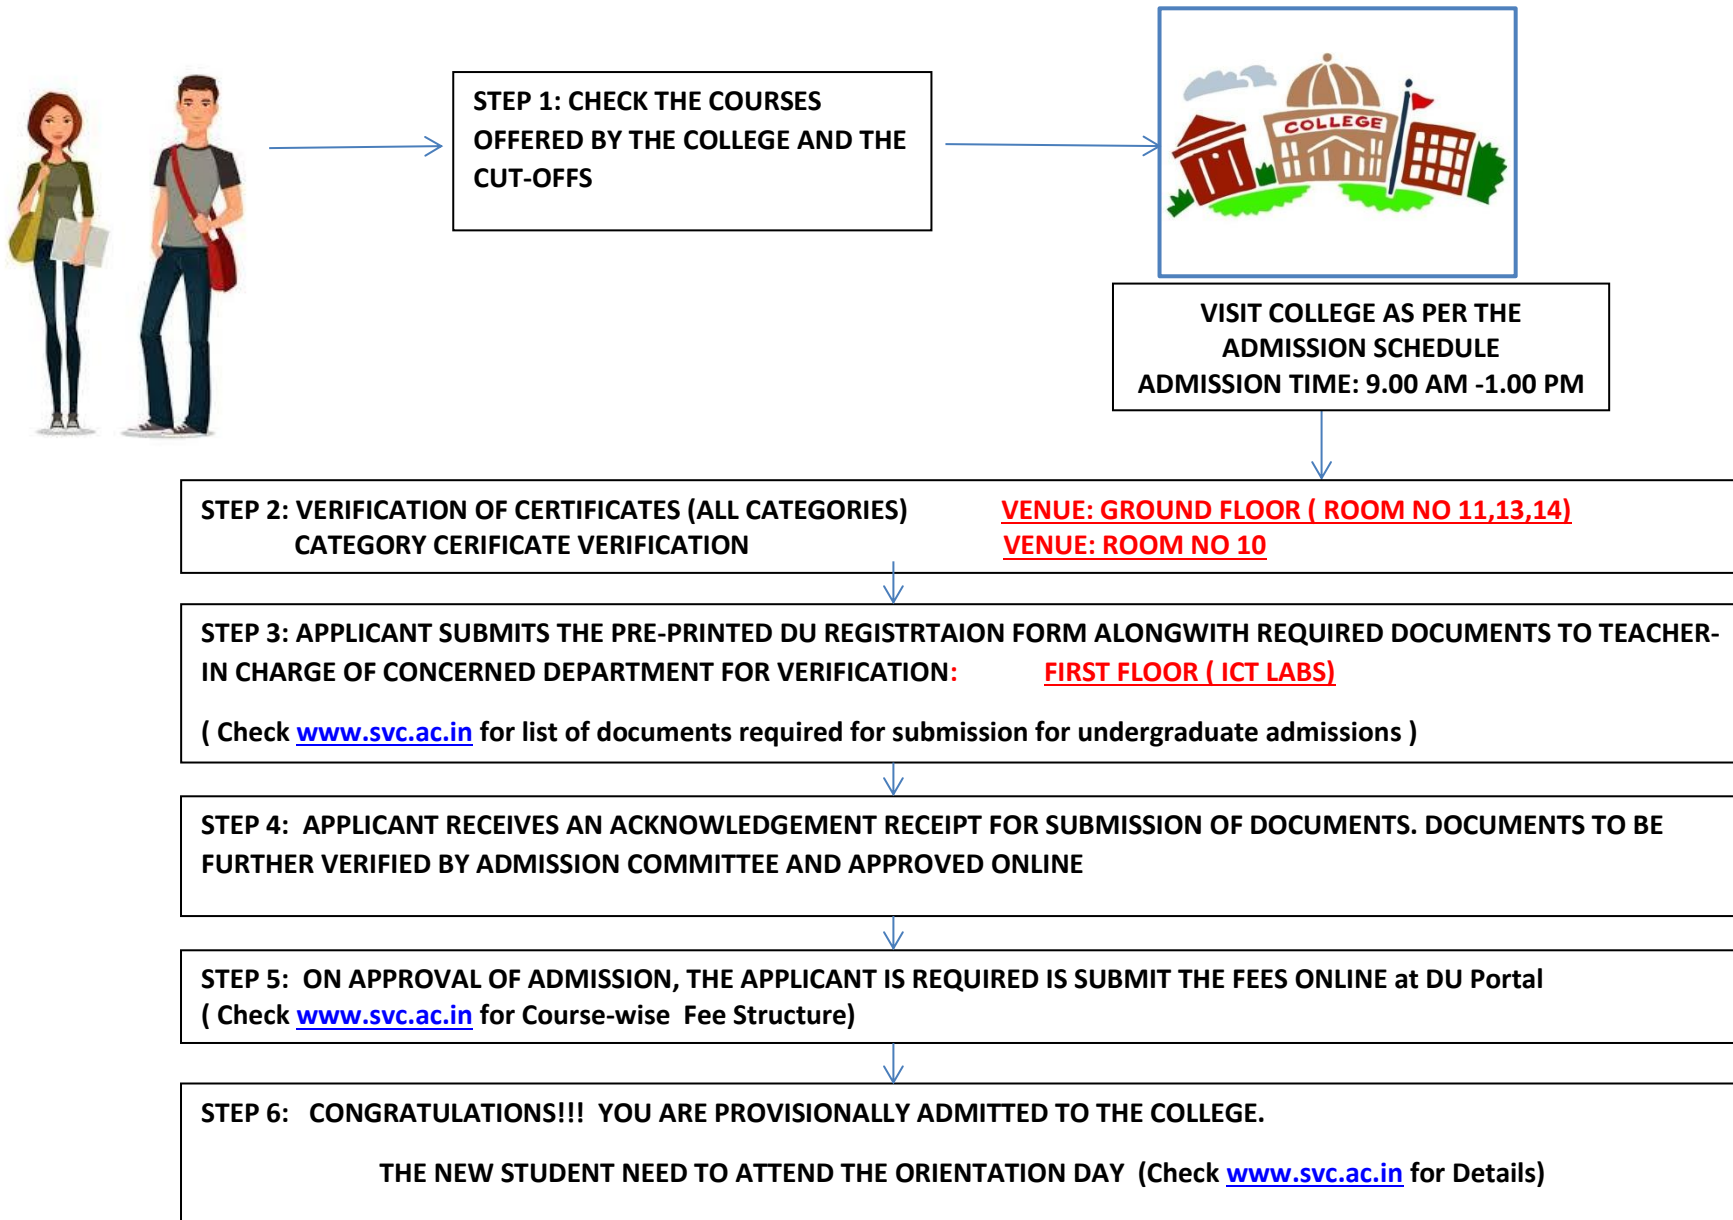 STEP 1: CHECK THE COURSES
OFFERED BY THE COLLEGE AND THE
CUT-OFFS
COLLEGE
VISIT COLLEGE AS PER THE
ADMISSION SCHEDULE
ADMISSION TIME: 9.00 AM -1.00 PM
STEP 2: VERIFICATION OF CERTIFICATES (ALL CATEGORIES) VENUE: GROUND FLOOR ( ROOM NO 11,13,14)
CATEGORY CERIFICATE VERIFICATION VENUE: ROOM NO 10
STEP 3: APPLICANT SUBMITS THE PRE-PRINTED DU REGISTRTAION FORM ALONGWITH REQUIRED DOCUMENTS TO TEACHER-
IN CHARGE OF CONCERNED DEPARTMENT FOR VERIFICATION: FIRST FLOOR ( ICT LABS)
( Check www.svc.ac.in for list of documents required for submission for undergraduate admissions )
STEP 4: APPLICANT RECEIVES AN ACKNOWLEDGEMENT RECEIPT FOR SUBMISSION OF DOCUMENTS. DOCUMENTS TO BE
FURTHER VERIFIED BY ADMISSION COMMITTEE AND APPROVED ONLINE
STEP 5: ON APPROVAL OF ADMISSION, THE APPLICANT IS REQUIRED IS SUBMIT THE FEES ONLINE at DU Portal
( Check www.svc.ac.in for Course-wise Fee Structure)
STEP 6: CONGRATULATIONS!!! YOU ARE PROVISIONALLY ADMITTED TO THE COLLEGE.
THE NEW STUDENT NEED TO ATTEND THE ORIENTATION DAY (Check www.svc.ac.in for Details)